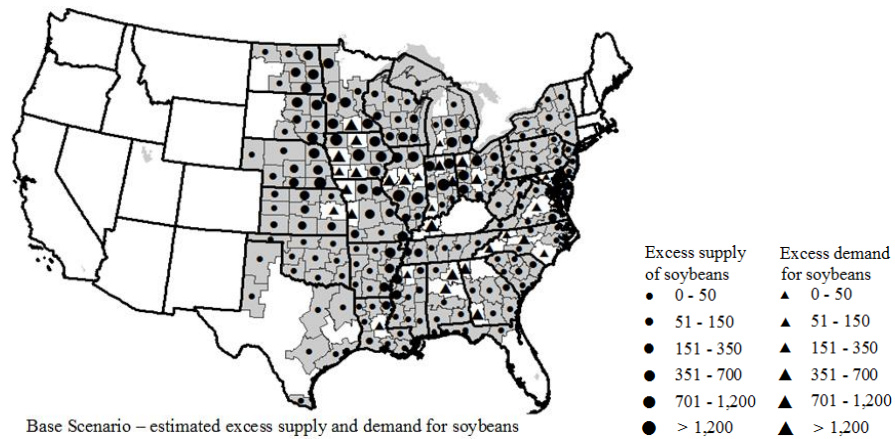 Excess supply of soybeans
0 - 50
51 - 150
151 - 350
351 - 700
701 - 1,200
> 1,200
Excess demand for soybeans
0 - 50
51 - 150
151 - 350
351 - 700
701 - 1,200
> 1,200
Base Scenario – estimated excess supply and demand for soybeans